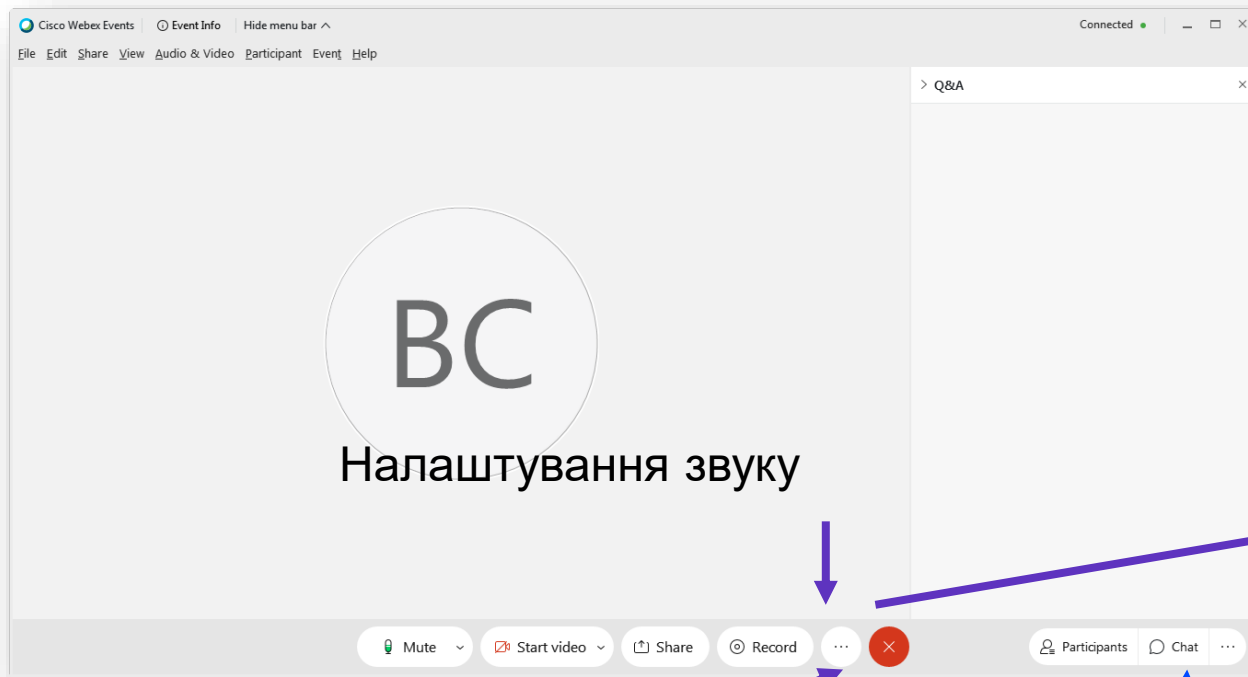 Cisco Webex Events Event Info Hide menu bar Connected
File Edit Share View Audio & Video Participant Event Help
Q&A
BC
Налаштування звуку
Mute Start video Share Record Participants Chat